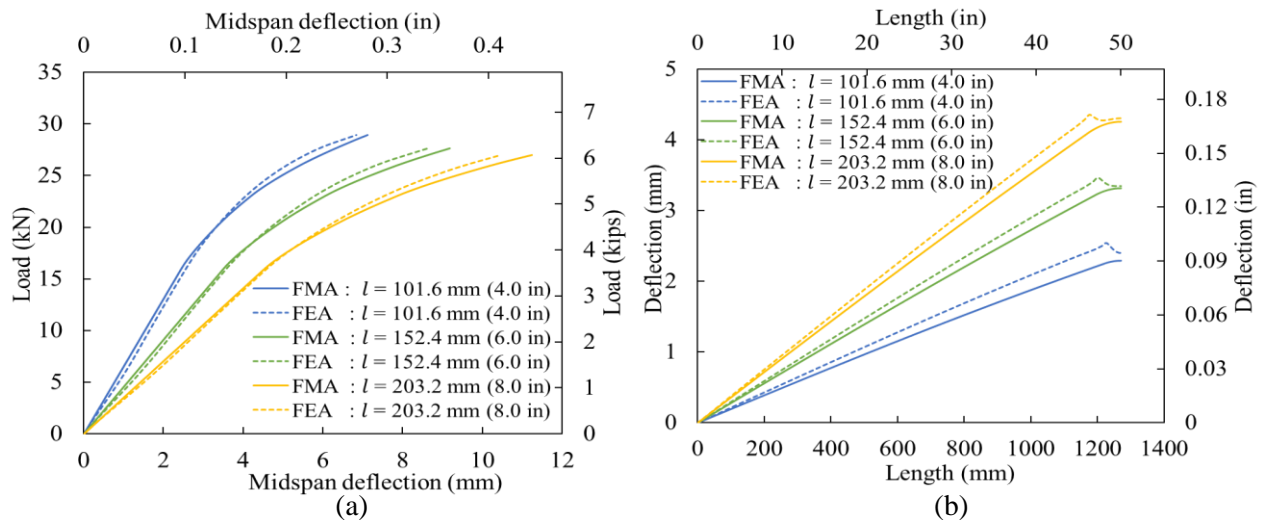 Midspan deflection (in)
0 0.1 0.2 0.3 0.4
35
30
25
20
15
10
5
0
Load (kN)
7
6
5
4
3
2
1
0
Load (kips)
FMA : l = 101.6 mm (4.0 in)
FEA : l = 101.6 mm (4.0 in)
FMA : l = 152.4 mm (6.0 in)
FEA : l = 152.4 mm (6.0 in)
FMA : l = 203.2 mm (8.0 in)
FEA : l = 203.2 mm (8.0 in)
0 2 4 6 8 10 12
Midspan deflection (mm)
(a)
Length (in)
0 10 20 30 40 50
5
4
3
2
1
0
Deflection (mm)
FMA : l = 101.6 mm (4.0 in)
FEA : l = 101.6 mm (4.0 in)
FMA : l = 152.4 mm (6.0 in)
FEA : l = 152.4 mm (6.0 in)
FMA : l = 203.2 mm (8.0 in)
FEA : l = 203.2 mm (8.0 in)
0.18
0.15
0.12
0.09
0.06
0.03
0
Deflection (in)
0 200 400 600 800 1000 1200 1400
Length (mm)
(b)